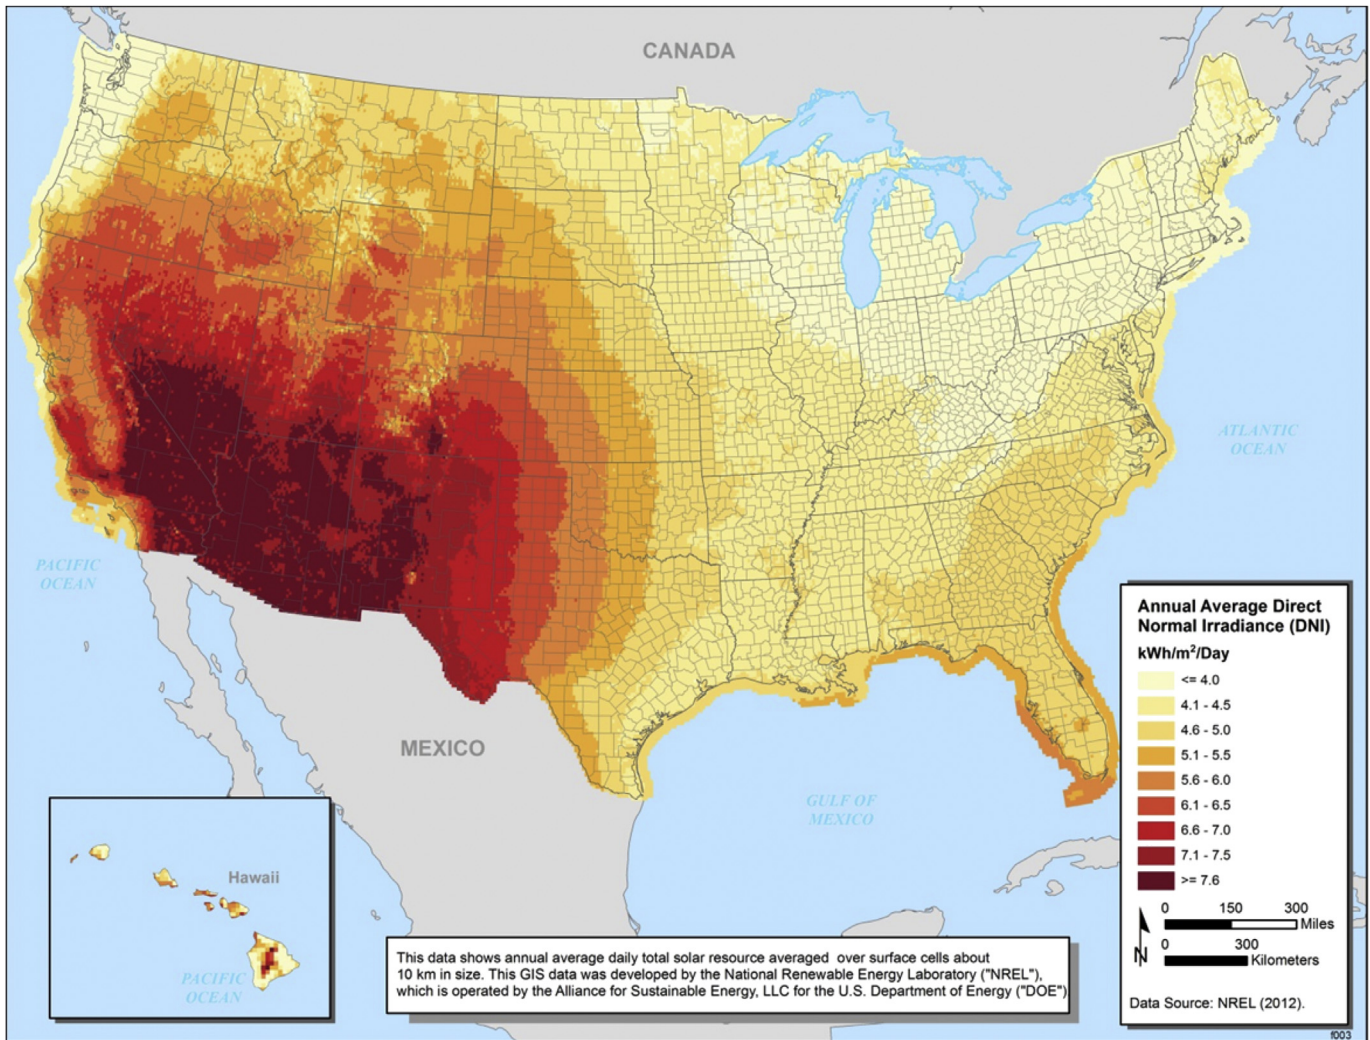 CANADA
ATLANTIC
OCEAN
PACIFIC
OCEAN
MEXICO
GULF OF
MEXICO
Hawaii
PACIFIC
OCEAN
This data shows annual average daily total solar resource averaged over surface cells about
10 km in size. This GIS data was developed by the National Renewable Energy Laboratory ("NREL"),
which is operated by the Alliance for Sustainable Energy, LLC for the U.S. Department of Energy ("DOE")
Annual Average Direct
Normal Irradiance (DNI)
kWh/m²/Day
<= 4.0
4.1 - 4.5
4.6 - 5.0
5.1 - 5.5
5.6 - 6.0
6.1 - 6.5
6.6 - 7.0
7.1 - 7.5
>= 7.6
0 150 300
Miles
0 300
Kilometers
N
Data Source: NREL (2012).
f003